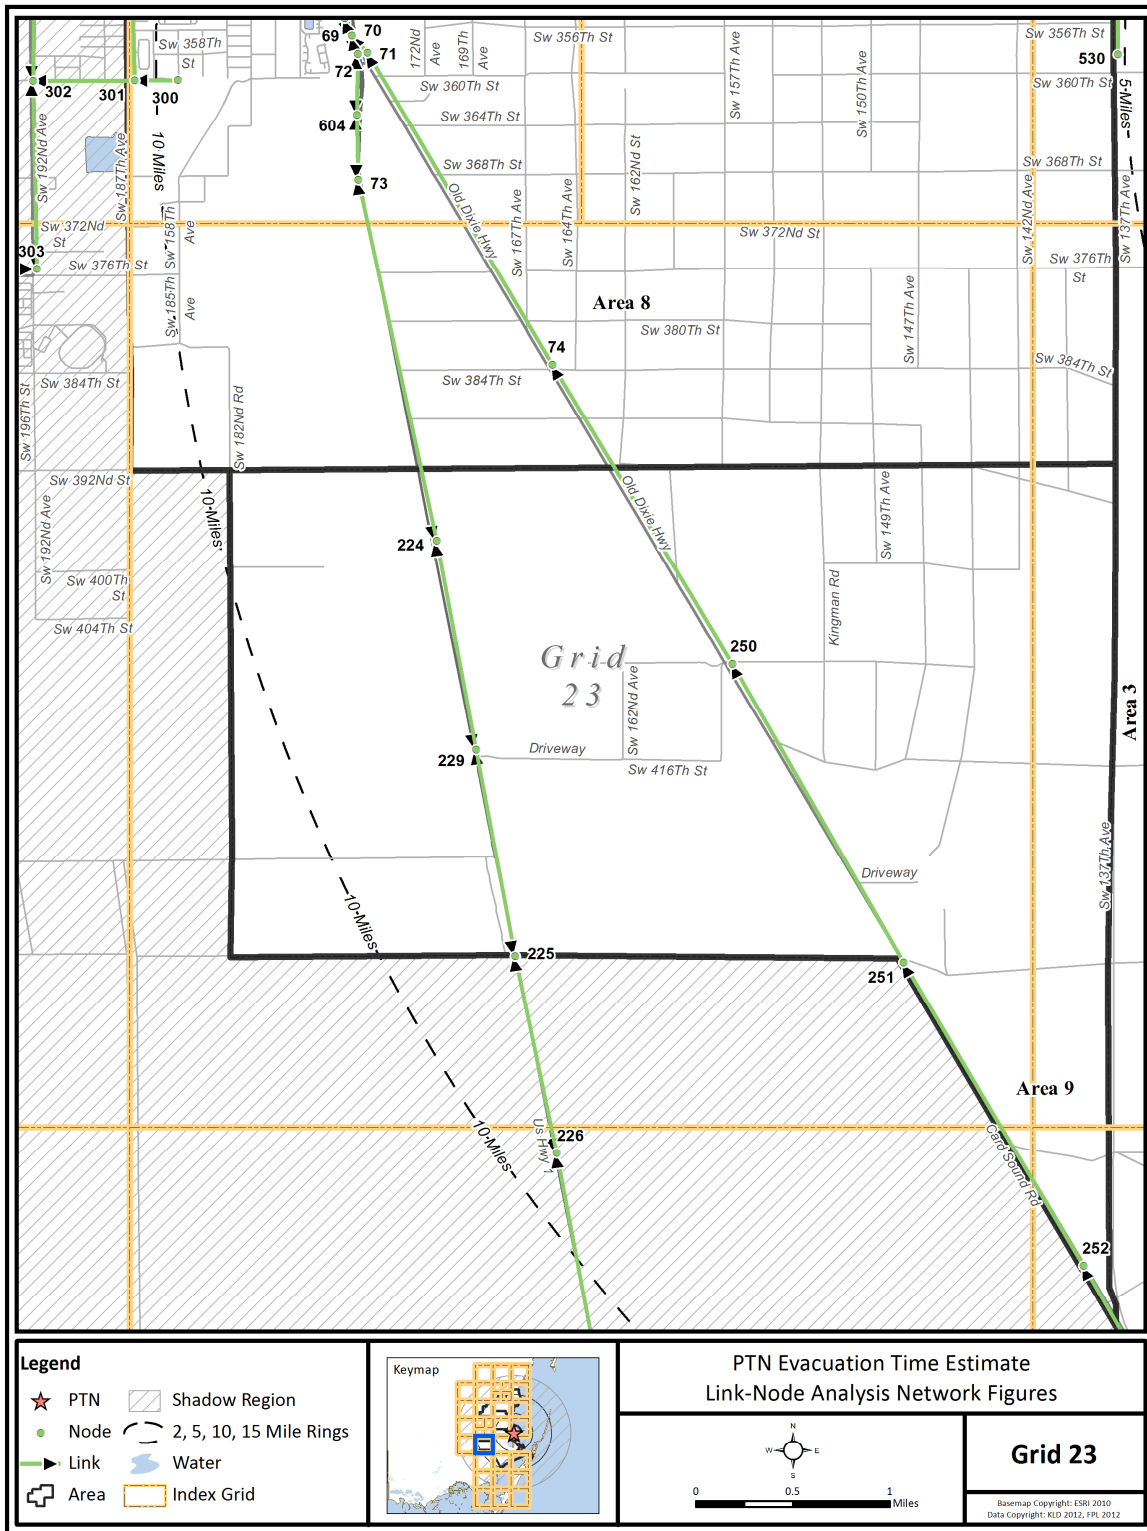 70
69
71
72
Sw 358Th
St
172Nd
Ave
169Th
Ave
Sw 356Th St
Sw 157Th Ave
Sw 150Th Ave
Sw 356Th St
530
Sw 360Th St
5-Miles
302
301
300
Sw 360Th St
Sw 364Th St
604
Sw 192Nd Ave
Sw 187Th Ave
10 Miles
Sw 368Th St
Sw 162Nd St
Sw 368Th St
73
Old Dixie Hwy
Sw 167Th Ave
Sw 164Th Ave
Sw 142Nd Ave
Sw 137Th Ave
Sw 158Th
Ave
Sw 372Nd
St
Sw 372Nd St
303
Sw 376Th St
Sw 376Th
St
Sw 185Th
Ave
Area 8
Sw 147Th Ave
Sw 380Th St
74
Sw 384Th St
Sw 384Th St
Sw 384Th St
Sw 196Th St
Sw 182Nd Rd
Sw 392Nd St
10-Miles
Old Dixie Hwy
Sw 149Th Ave
Sw 192Nd Ave
224
Sw 400Th
St
Kingman Rd
Sw 404Th St
250
Grid
23
Sw 162Nd Ave
Area 3
229
Driveway
Sw 416Th St
Sw 137Th Ave
Driveway
10-Miles
225
251
Area 9
10-Miles
Us Hwy 1
226
Card Sound Rd
252
Legend
PTN
Shadow Region
Node
2, 5, 10, 15 Mile Rings
Link
Water
Area
Index Grid
Keymap
PTN Evacuation Time Estimate
Link-Node Analysis Network Figures
N
W
E
S
0
0.5
1
Miles
Grid 23
Basemap Copyright: ESRI 2010
Data Copyright: KLD 2012, FPL 2012